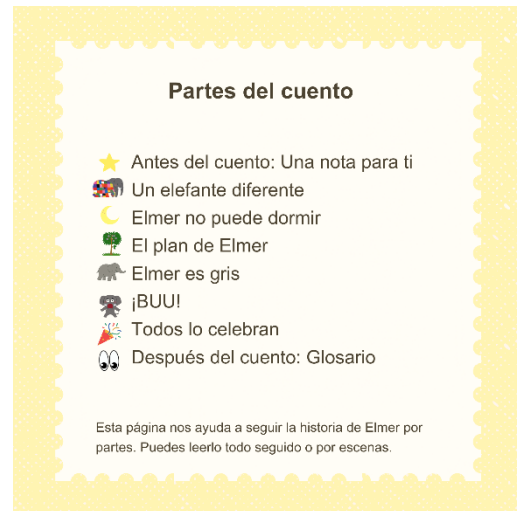 Partes del cuento
Antes del cuento: Una nota para ti
Un elefante diferente
Elmer no puede dormir
El plan de Elmer
Elmer es gris
¡BUU!
Todos lo celebran
Después del cuento: Glosario
Esta página nos ayuda a seguir la historia de Elmer por
partes. Puedes leerlo todo seguido o por escenas.